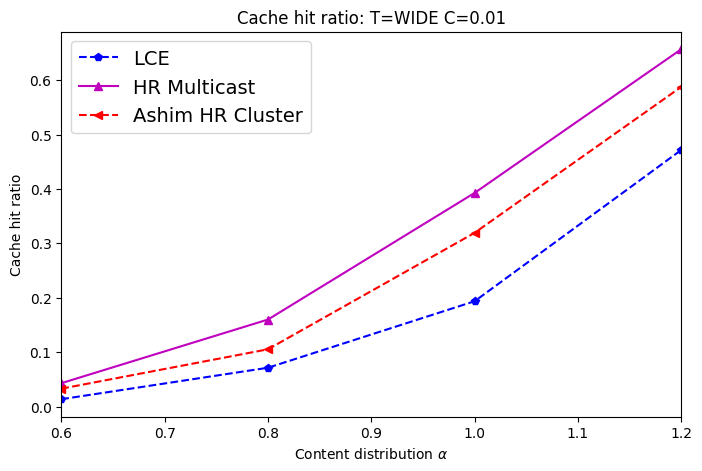 Cache hit ratio: T=WIDE C=0.01
LCE
HR Multicast
Ashim HR Cluster
Cache hit ratio
0.6
0.5
0.4
0.3
0.2
0.1
0.0
0.6 0.7 0.8 0.9 1.0 1.1 1.2
Content distribution α